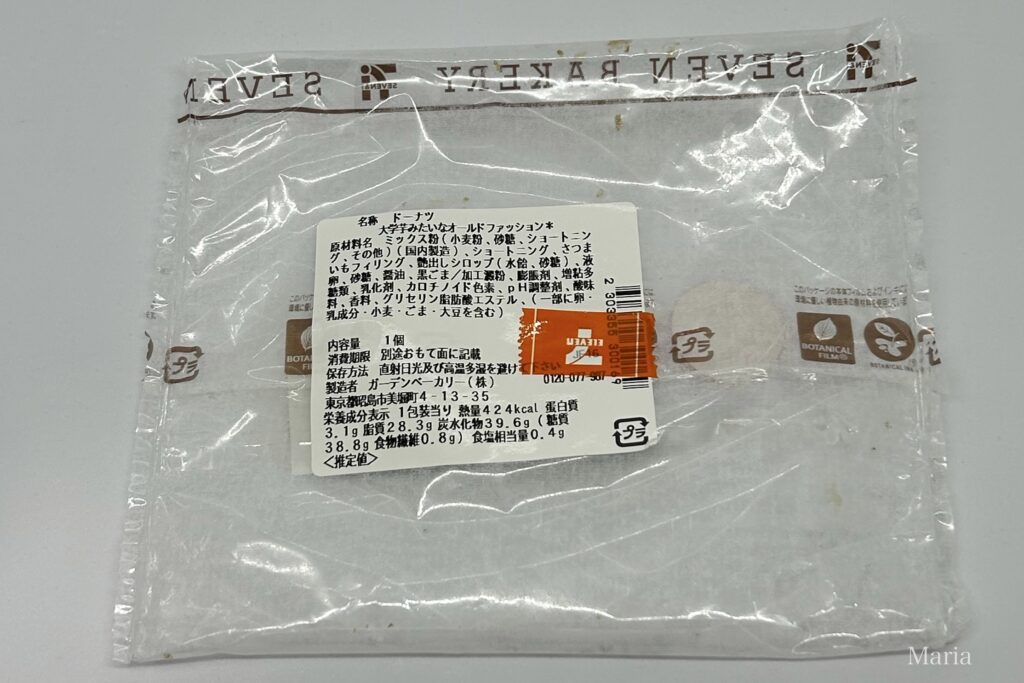 SEVEN BAKERY
SEVEN
名称 ドーナツ
大学芋みたいなオールドファッション*
原材料名 ミックス粉(小麦粉、砂糖、ショートニン
グ、その他)(国内製造)、ショートニング、さつま
いもフィリング、艶出しシロップ(水飴、砂糖)、液
卵、砂糖、醤油、黒ごま/加工澱粉、膨脹剤、増粘多
糖類、乳化剤、カロチノイド色素、pH調整剤、酸味
料、香料、グリセリン脂肪酸エステル、(一部に卵・
乳成分・小麦・ごま・大豆を含む)
内容量 1個
消費期限 別途おもて面に記載
保存方法 直射日光及び高温多湿を避けて下さい
製造者 ガーデンベーカリー(株)
0120-077-967
東京都昭島市美堀町4-13-35
栄養成分表示 1包装当り 熱量424kcal 蛋白質
3.1g 脂質28.3g 炭水化物39.6g (糖質
38.8g 食物繊維0.8g) 食塩相当量0.4g
<推定値>
プラ
プラ
プラ
BOTANICAL
FILM
Maria